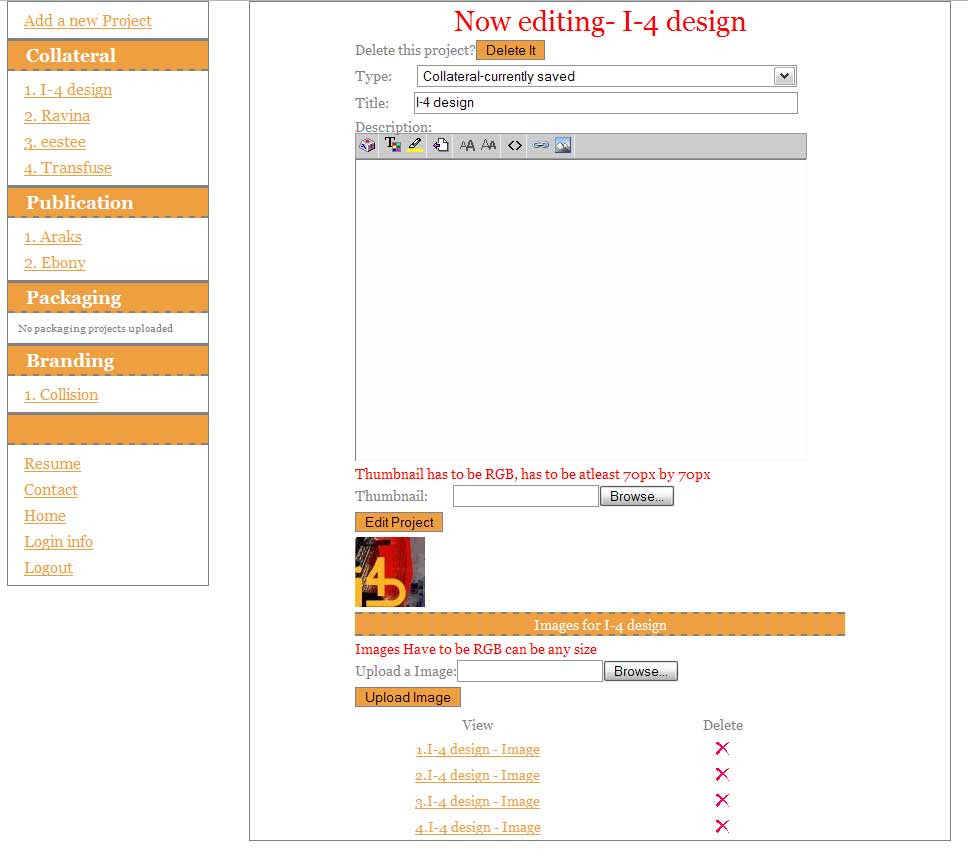 Add a new Project
Collateral
1. I-4 design
2. Ravina
3. eestee
4. Transfuse
Publication
1. Araks
2. Ebony
Packaging
No packaging projects uploaded
Branding
1. Collision
Resume
Contact
Home
Login info
Logout
Now editing- I-4 design
Delete this project? Delete It
Type: Collateral-currently saved
Title: I-4 design
Description:
Thumbnail has to be RGB, has to be atleast 70px by 70px
Thumbnail: Browse...
Edit Project
i4D
Images for I-4 design
Images Have to be RGB can be any size
Upload a Image: Browse...
Upload Image
View Delete
1.I-4 design - Image
2.I-4 design - Image
3.I-4 design - Image
4.I-4 design - Image